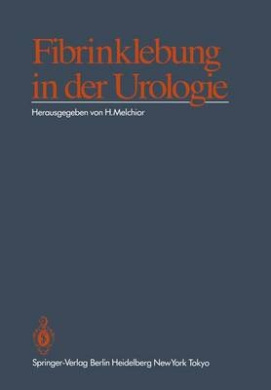 Fibrinklebung
in der Urologie
Herausgegeben von H. Melchior
Springer-Verlag Berlin Heidelberg New York Tokyo